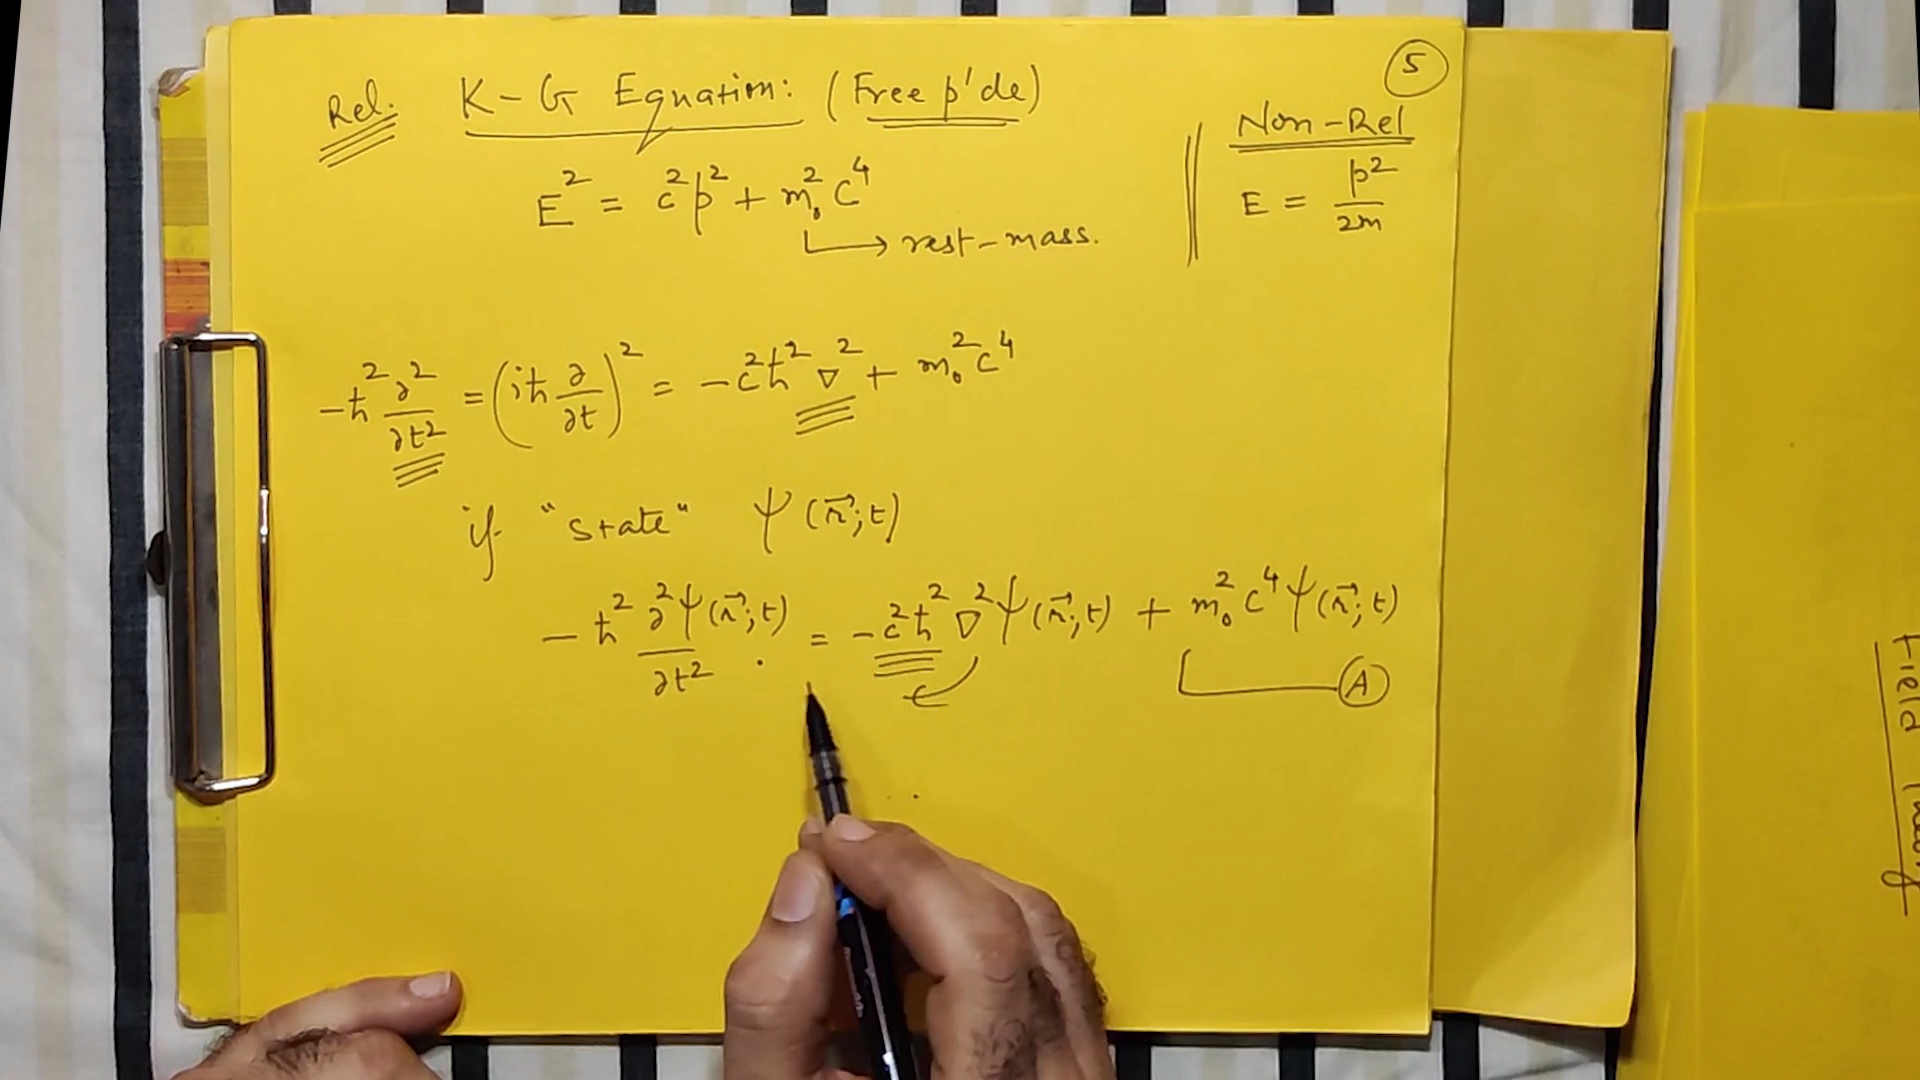 5
Rel. K-G Equation: (Free p'cle)
E² = c²p² + m₀²c⁴
→ rest-mass.
Non-Rel
E = p²/2m
-ħ² ∂²/∂t² = (iħ ∂/∂t)² = -c²ħ²∇² + m₀²c⁴
if "state" ψ(r⃗;t)
-ħ² ∂²ψ(r⃗;t)/∂t² = -c²ħ²∇²ψ(r⃗;t) + m₀²c⁴ψ(r⃗;t)
A
Field